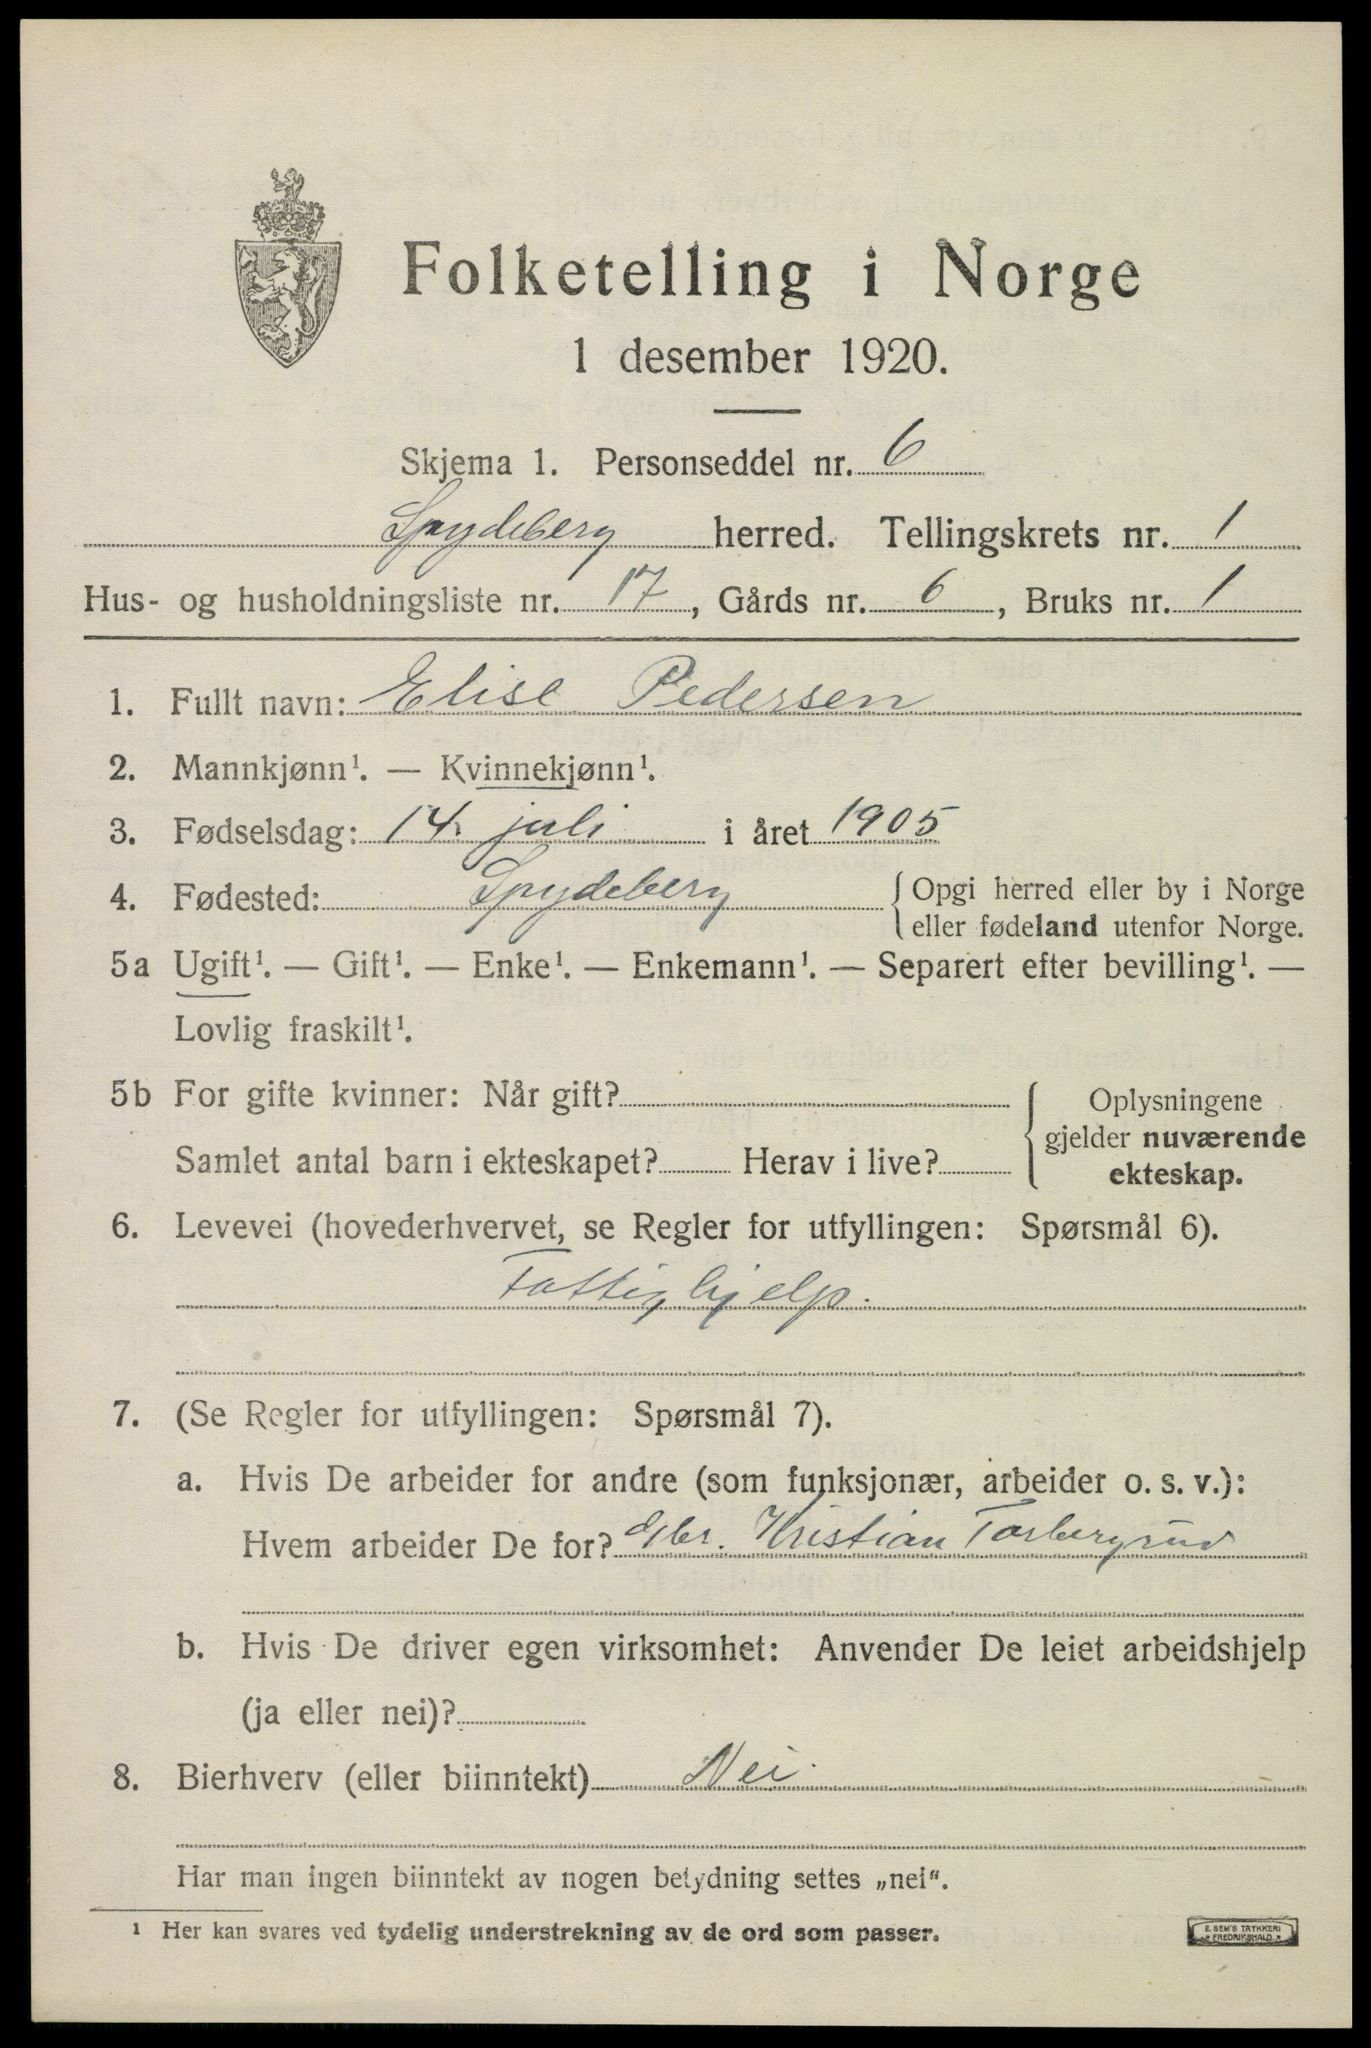 Folketelling i Norge
1 desember 1920.
Skjema 1. Personseddel nr. 6
Spydeberg herred. Tellingskrets nr. 1
Hus- og husholdningsliste nr. 17, Gårds nr. 6, Bruks nr. 1
1. Fullt navn: Elise Pedersen
2. Mannkjønn¹. — Kvinnekjønn¹.
3. Fødselsdag: 14. juli i året 1905
4. Fødested: Spydeberg { Opgi herred eller by i Norge
eller fødeland utenfor Norge.
5a Ugift¹. — Gift¹. — Enke¹. — Enkemann¹. — Separert efter bevilling¹. —
Lovlig fraskilt¹.
5b For gifte kvinner: Når gift?
Samlet antal barn i ekteskapet? Herav i live?
Oplysningene
gjelder nuværende
ekteskap.
6. Levevei (hovederhvervet, se Regler for utfyllingen: Spørsmål 6).
Fattighjelp.
7. (Se Regler for utfyllingen: Spørsmål 7).
a. Hvis De arbeider for andre (som funksjonær, arbeider o. s. v.):
Hvem arbeider De for? Gbr. Kristian Torbergrud
b. Hvis De driver egen virksomhet: Anvender De leiet arbeidshjelp
(ja eller nei)?
8. Bierhverv (eller biinntekt) Nei.
Har man ingen biinntekt av nogen betydning settes „nei“.
¹ Her kan svares ved tydelig understrekning av de ord som passer.
E. SEM'S TRYKKERI
FREDRIKSHALD.